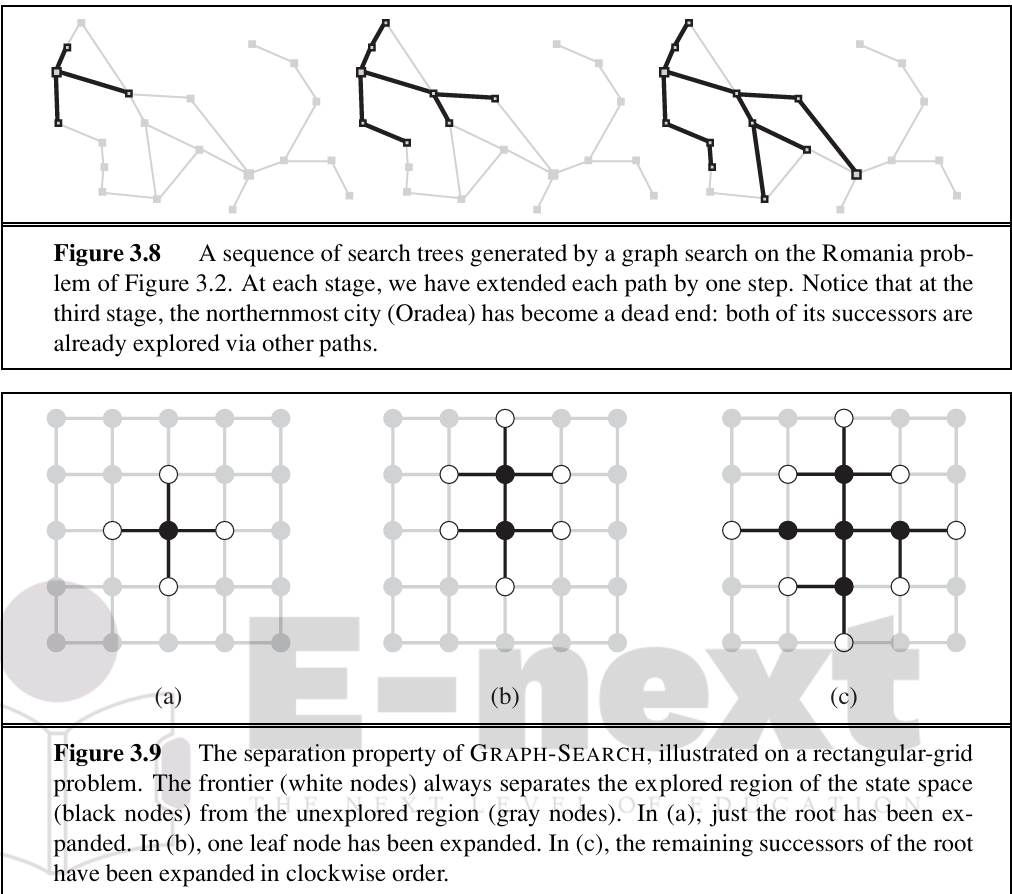 Figure 3.8 A sequence of search trees generated by a graph search on the Romania prob-
lem of Figure 3.2. At each stage, we have extended each path by one step. Notice that at the
third stage, the northernmost city (Oradea) has become a dead end: both of its successors are
already explored via other paths.
(a) (b) (c)
E-next
THE NEXT LEVEL OF EDUCATION
Figure 3.9 The separation property of GRAPH-SEARCH, illustrated on a rectangular-grid
problem. The frontier (white nodes) always separates the explored region of the state space
(black nodes) from the unexplored region (gray nodes). In (a), just the root has been ex-
panded. In (b), one leaf node has been expanded. In (c), the remaining successors of the root
have been expanded in clockwise order.